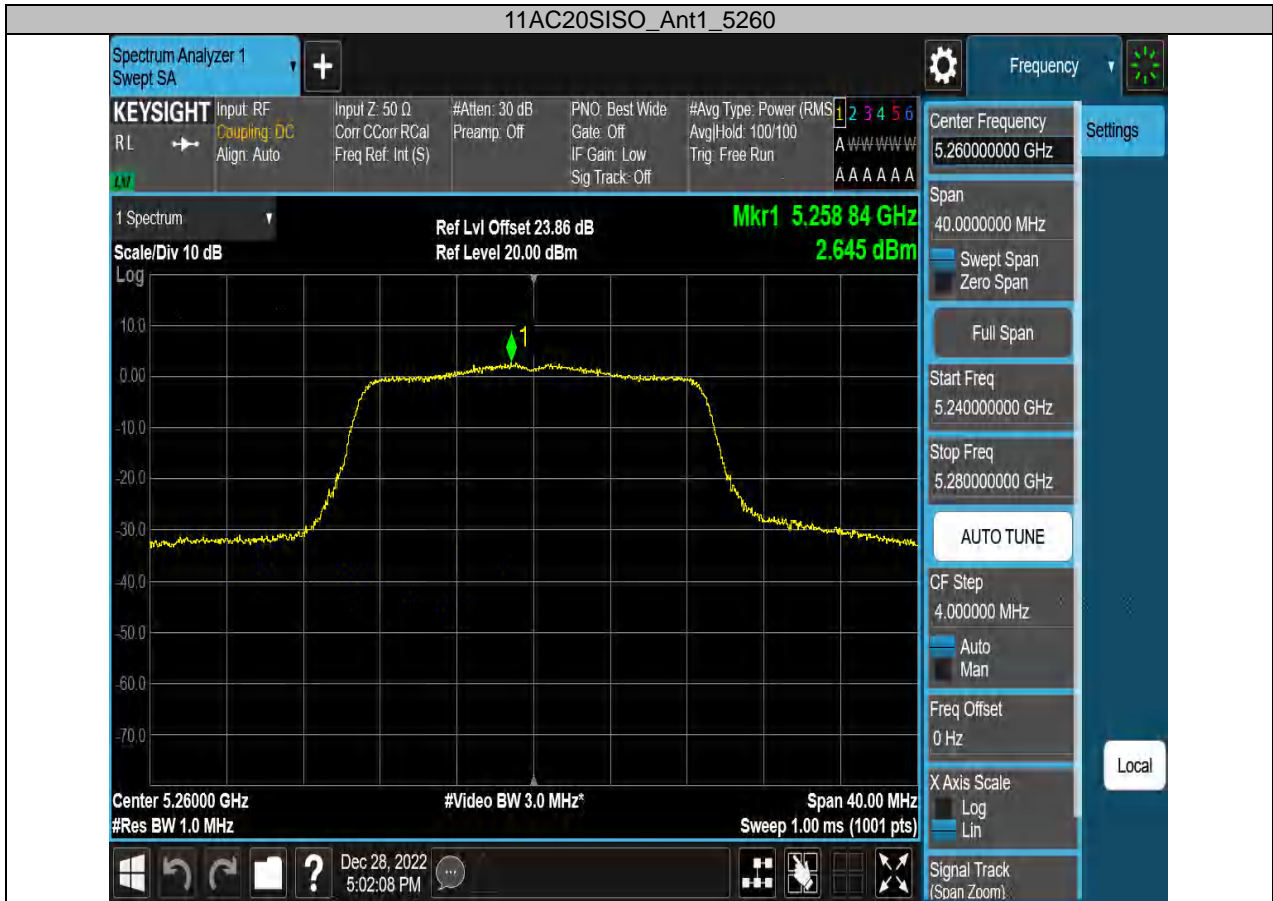 11AC20SISO_Ant1_5260
Spectrum Analyzer 1
Swept SA
Frequency
KEYSIGHT
RL
Input: RF
Coupling: DC
Align: Auto
Input Z: 50 Ω
Corr CCorr RCal
Freq Ref: Int (S)
#Atten: 30 dB
Preamp: Off
PNO: Best Wide
Gate: Off
IF Gain: Low
Sig Track: Off
#Avg Type: Power (RMS
Avg|Hold: 100/100
Trig: Free Run
1 2 3 4 5 6
A W W W W W
A A A A A A
1 Spectrum
Scale/Div 10 dB
Ref Lvl Offset 23.86 dB
Ref Level 20.00 dBm
Mkr1 5.258 84 GHz
2.645 dBm
Log
10.0
0.00
-10.0
-20.0
-30.0
-40.0
-50.0
-60.0
-70.0
1
Center 5.26000 GHz
#Res BW 1.0 MHz
#Video BW 3.0 MHz*
Span 40.00 MHz
Sweep 1.00 ms (1001 pts)
Dec 28, 2022
5:02:08 PM
Center Frequency
5.260000000 GHz
Settings
Span
40.0000000 MHz
Swept Span
Zero Span
Full Span
Start Freq
5.240000000 GHz
Stop Freq
5.280000000 GHz
AUTO TUNE
CF Step
4.000000 MHz
Auto
Man
Freq Offset
0 Hz
X Axis Scale
Log
Lin
Signal Track
(Span Zoom)
Local